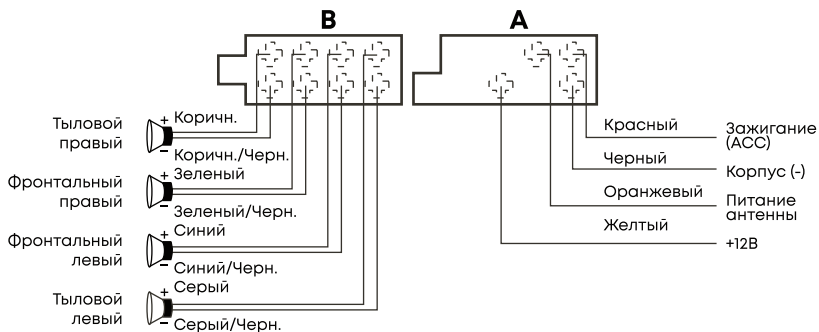 B
A
+ Коричн.
Тыловой
правый
− Коричн./Черн.
+ Зеленый
Фронтальный
правый
− Зеленый/Черн.
+ Синий
Фронтальный
левый
− Синий/Черн.
+ Серый
Тыловой
левый
− Серый/Черн.
Красный
Зажигание
(ACC)
Черный
Корпус (-)
Оранжевый
Питание
антенны
Желтый
+12В